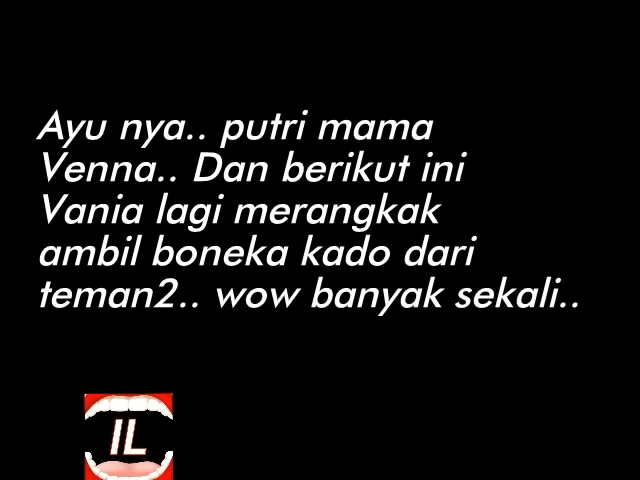 Ayu nya.. putri mama
Venna.. Dan berikut ini
Vania lagi merangkak
ambil boneka kado dari
teman2.. wow banyak sekali..
IL